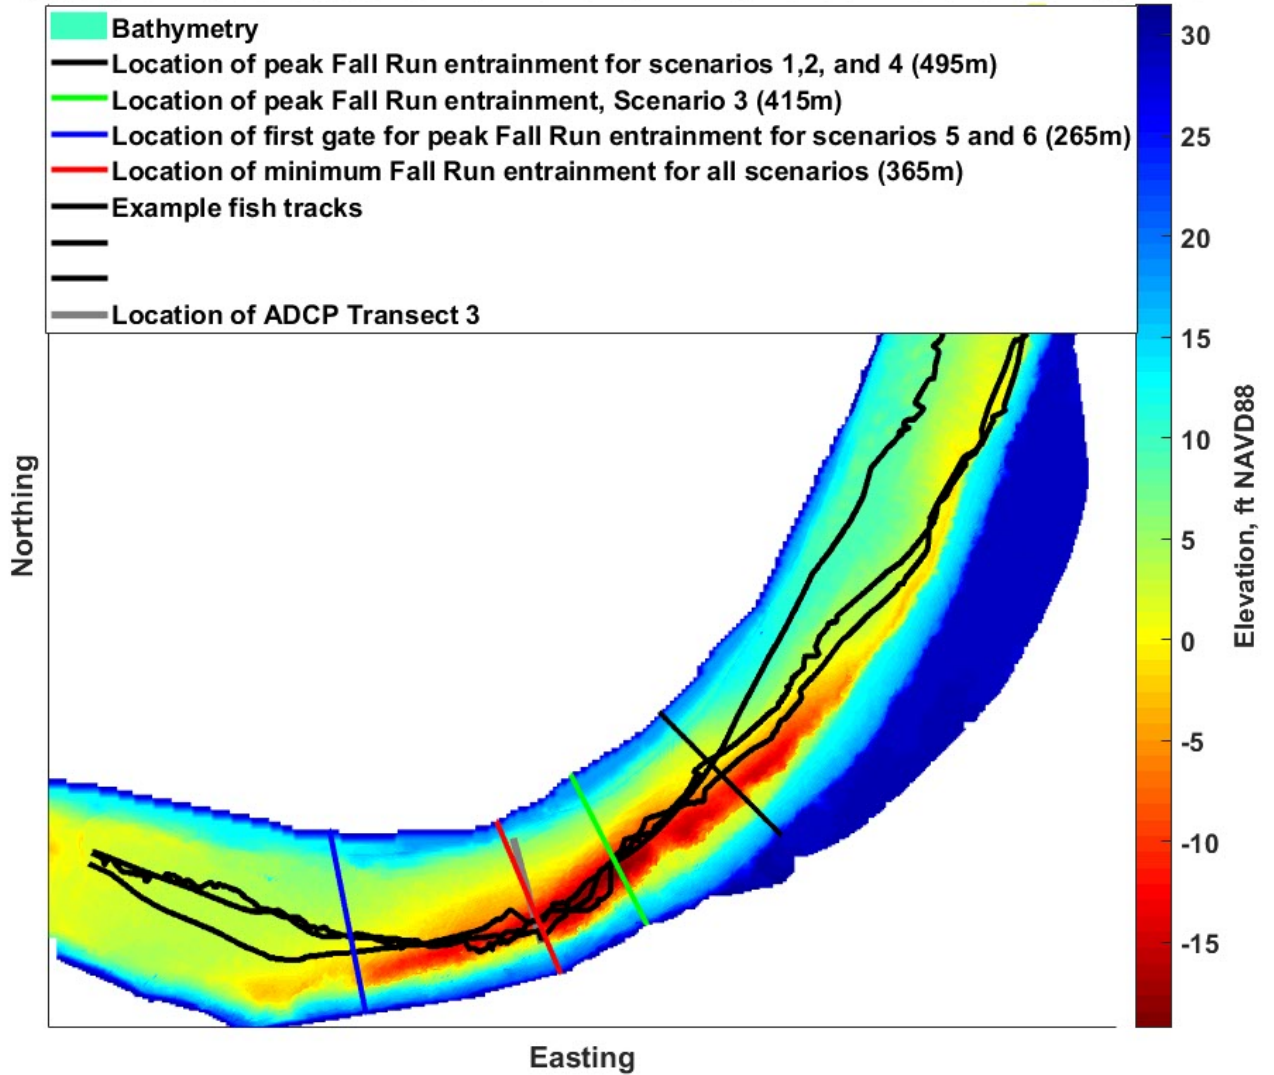 Bathymetry
Location of peak Fall Run entrainment for scenarios 1,2, and 4 (495m)
Location of peak Fall Run entrainment, Scenario 3 (415m)
Location of first gate for peak Fall Run entrainment for scenarios 5 and 6 (265m)
Location of minimum Fall Run entrainment for all scenarios (365m)
Example fish tracks
Location of ADCP Transect 3
30
25
20
15
10
5
0
-5
-10
-15
Elevation, ft NAVD88
Northing
Easting